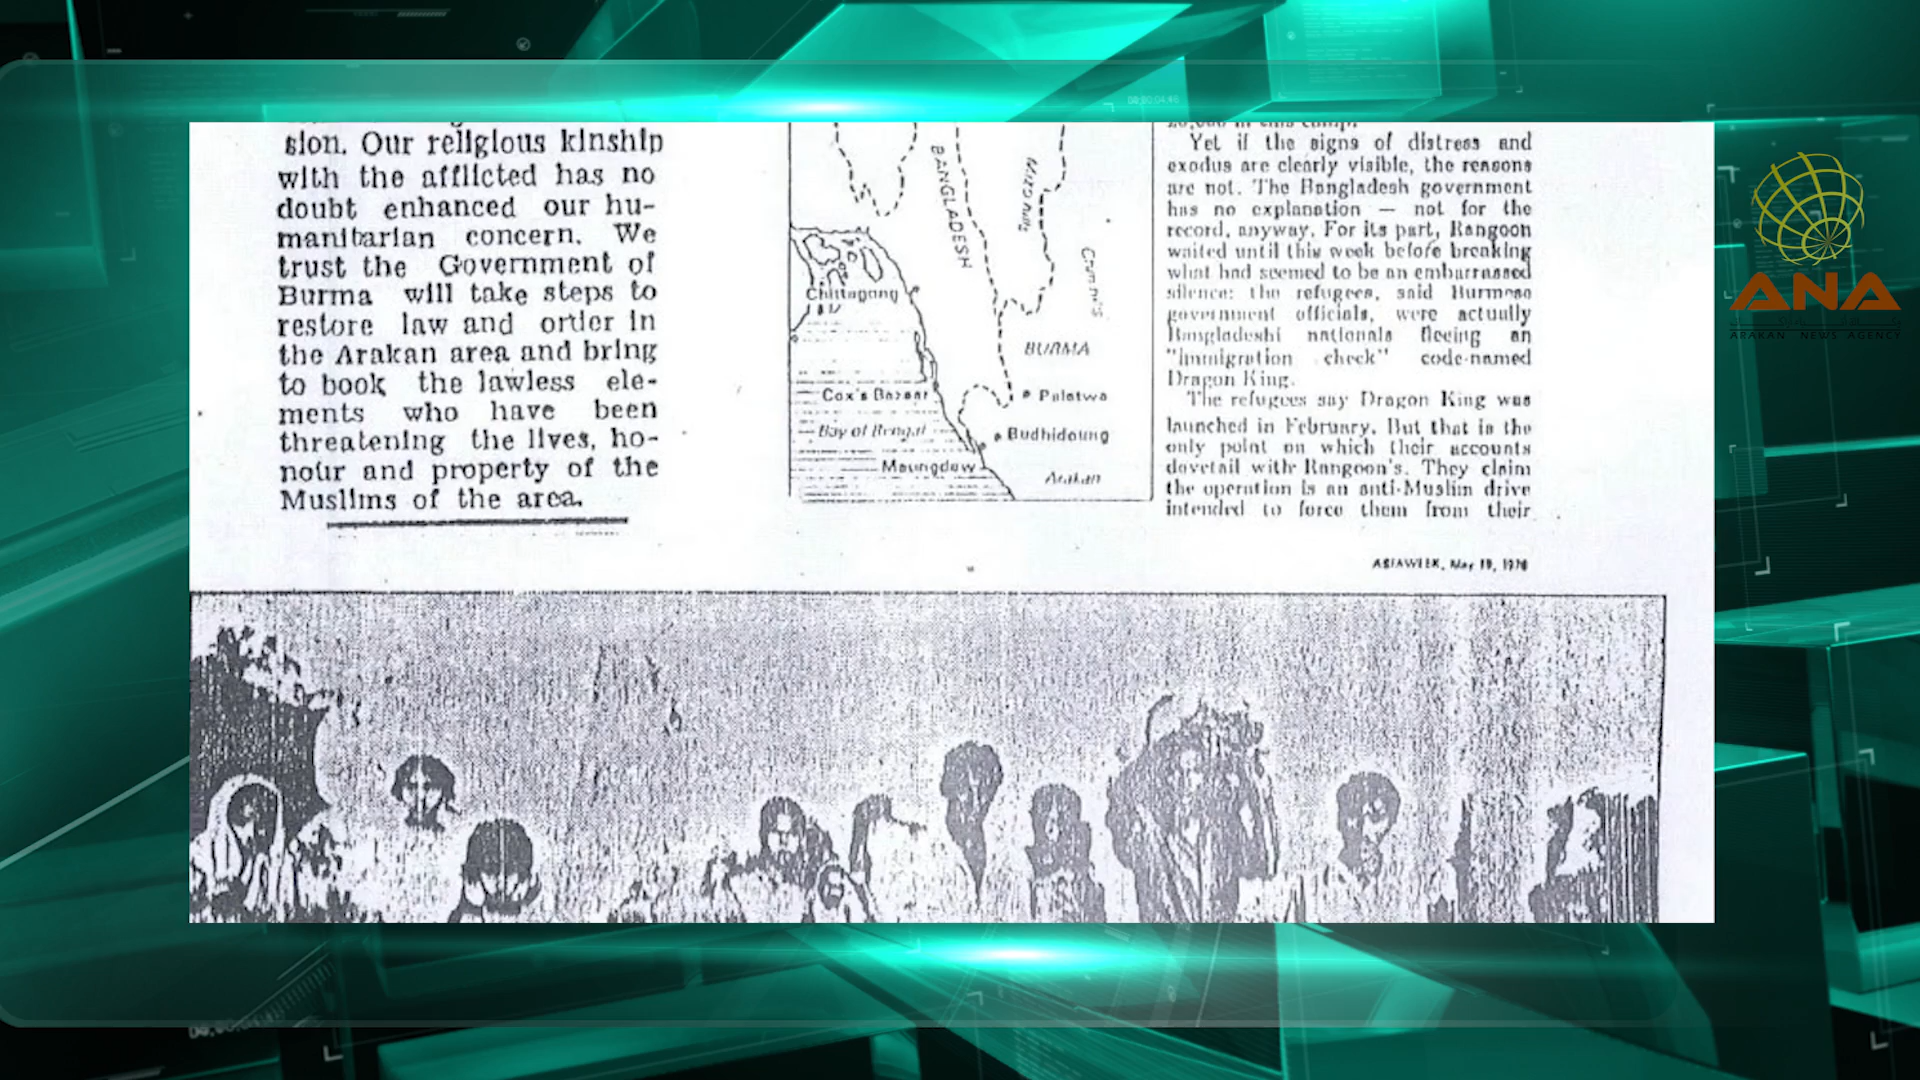 sion. Our religious kinship
with the afflicted has no
doubt enhanced our hu-
manitarian concern. We
trust the Government of
Burma will take steps to
restore law and order in
the Arakan area and bring
to book the lawless ele-
ments who have been
threatening the lives, ho-
nour and property of the
Muslims of the area.
BANGLADESH
Chittagong
BURMA
Cox's Bazaar
Paletwa
Bay of Bengal
Budhidaung
Maungdaw
Arakan
Yet if the signs of distress and
exodus are clearly visible, the reasons
are not. The Bangladesh government
has no explanation — not for the
record, anyway. For its part, Rangoon
waited until this week before breaking
what had seemed to be an embarrassed
silence: the refugees, said Burmese
government officials, were actually
Bangladeshi nationals fleeing an
"immigration check" code-named
Dragon King.
The refugees say Dragon King was
launched in February. But that is the
only point on which their accounts
dovetail with Rangoon's. They claim
the operation is an anti-Muslim drive
intended to force them from their
ASIAWEEK, May 19, 1978
ANA
ARAKAN NEWS AGENCY